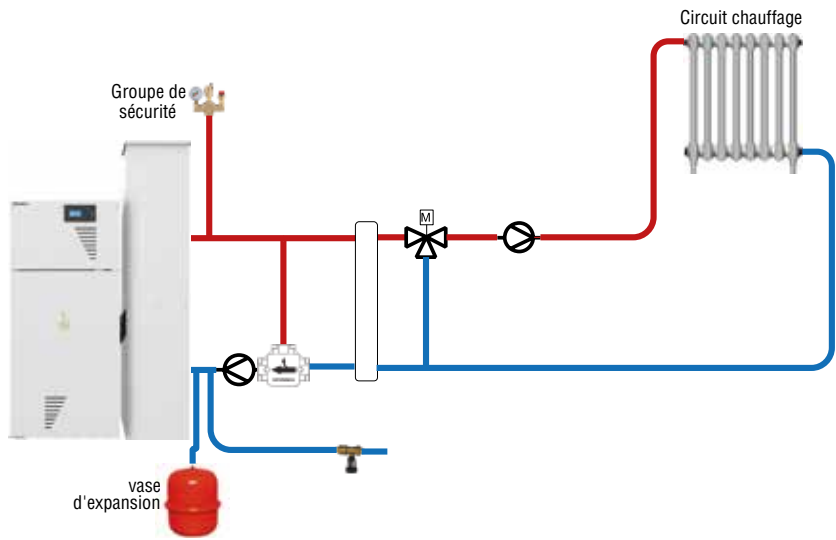 Circuit chauffage
Groupe de
sécurité
M
vase
d'expansion